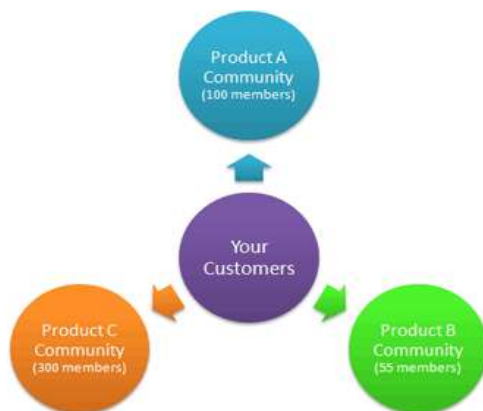 Product A
Community
(100 members)
Your
Customers
Product C
Community
(300 members)
Product B
Community
(55 members)